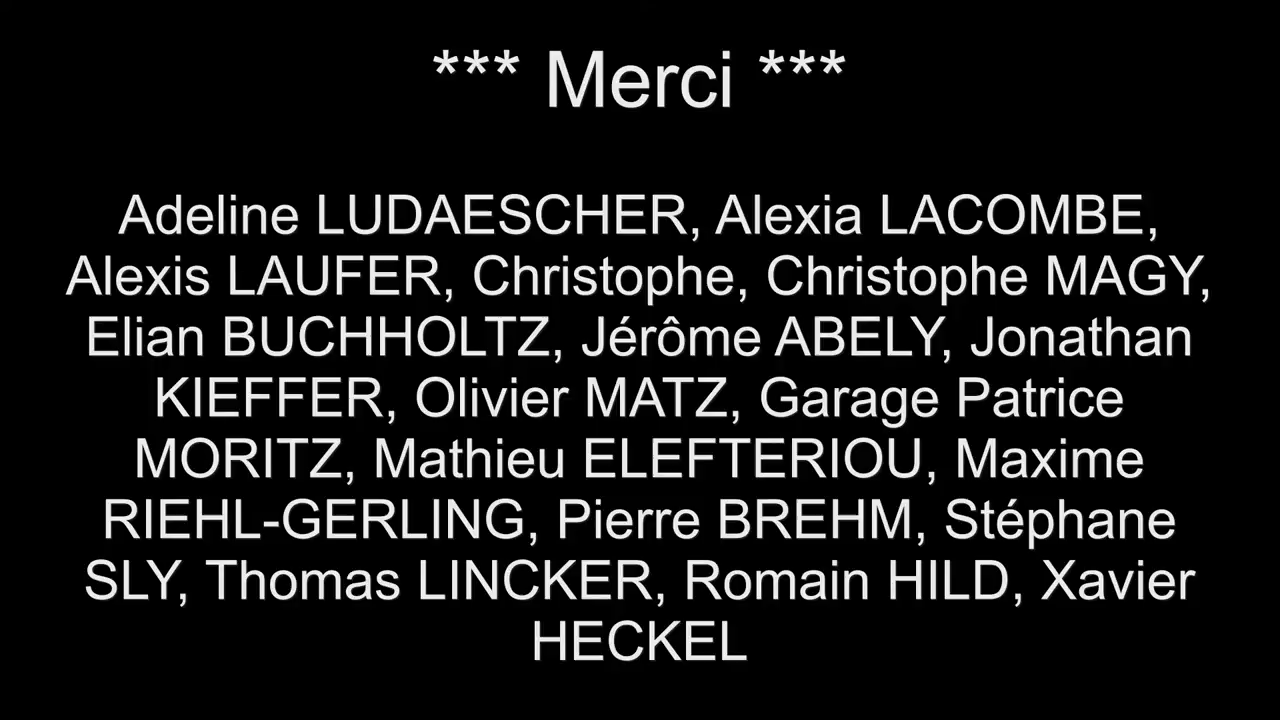 *** Merci ***
Adeline LUDAESCHER, Alexia LACOMBE,
Alexis LAUFER, Christophe, Christophe MAGY,
Elian BUCHHOLTZ, Jérôme ABELY, Jonathan
KIEFFER, Olivier MATZ, Garage Patrice
MORITZ, Mathieu ELEFTERIOU, Maxime
RIEHL-GERLING, Pierre BREHM, Stéphane
SLY, Thomas LINCKER, Romain HILD, Xavier
HECKEL